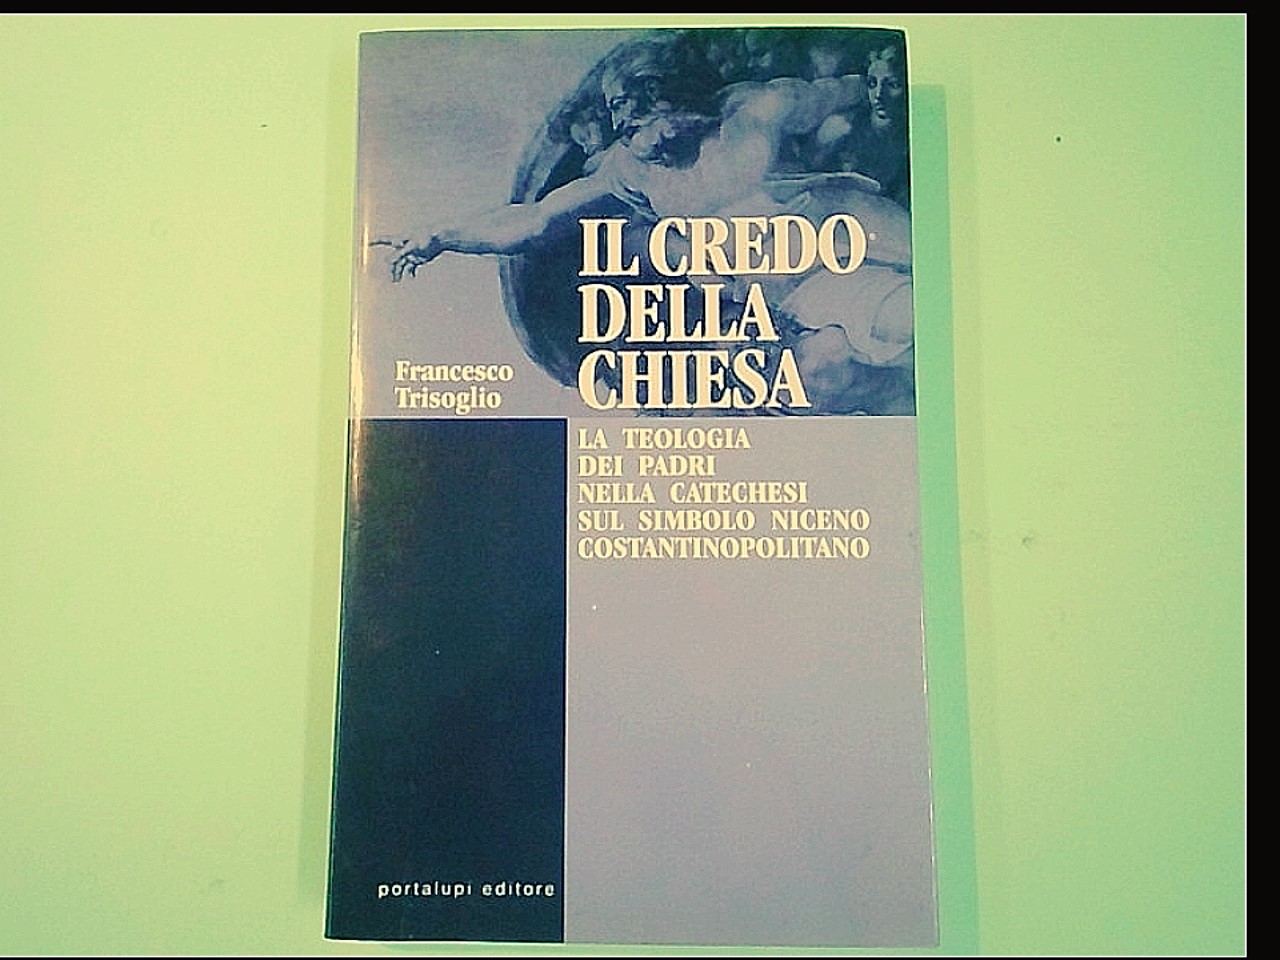 IL CREDO
DELLA
CHIESA
Francesco
Trisoglio
LA TEOLOGIA
DEI PADRI
NELLA CATECHESI
SUL SIMBOLO NICENO
COSTANTINOPOLITANO
portalupi editore